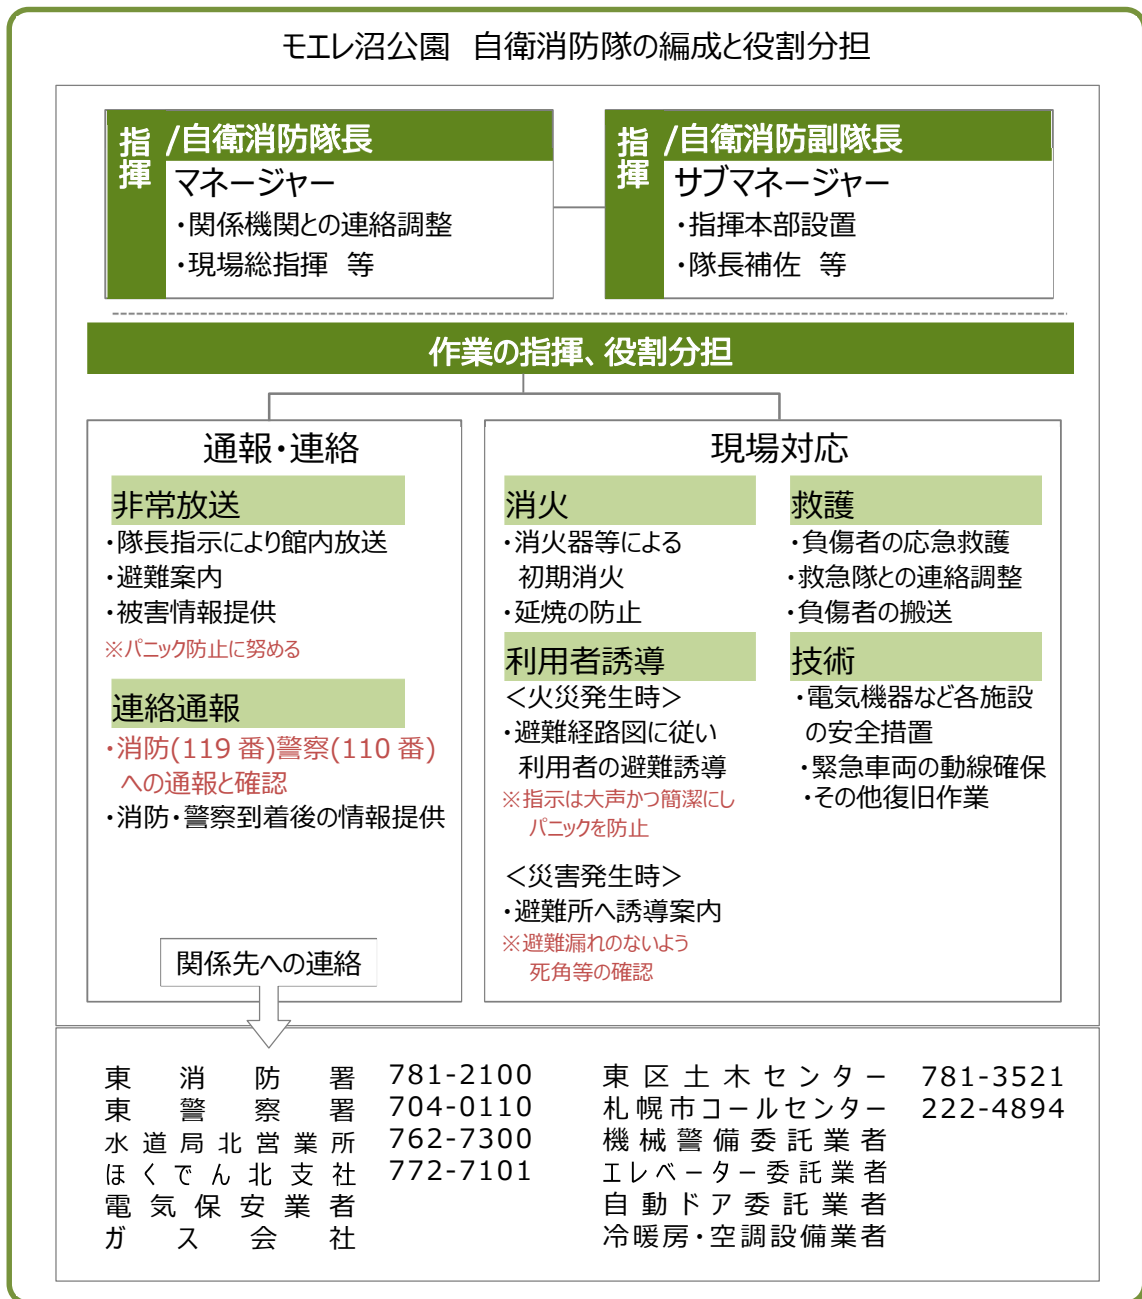 モエレ沼公園　自衛消防隊の編成と役割分担
指揮
/自衛消防隊長
マネージャー
・関係機関との連絡調整
・現場総指揮　等
指揮
/自衛消防副隊長
サブマネージャー
・指揮本部設置
・隊長補佐　等
作業の指揮、役割分担
通報・連絡
非常放送
・隊長指示により館内放送
・避難案内
・被害情報提供
※パニック防止に努める
連絡通報
・消防(119 番)警察(110 番)
への通報と確認
・消防・警察到着後の情報提供
関係先への連絡
現場対応
消火
・消火器等による
初期消火
・延焼の防止
利用者誘導
＜火災発生時＞
・避難経路図に従い
利用者の避難誘導
※指示は大声かつ簡潔にし
パニックを防止
＜災害発生時＞
・避難所へ誘導案内
※避難漏れのないよう
死角等の確認
救護
・負傷者の応急救護
・救急隊との連絡調整
・負傷者の搬送
技術
・電気機器など各施設
の安全措置
・緊急車両の動線確保
・その他復旧作業
東消防署 781-2100
東警察署 704-0110
水道局北営業所 762-7300
ほくでん北支社 772-7101
電気保安業者
ガス会社
東区土木センター 781-3521
札幌市コールセンター 222-4894
機械警備委託業者
エレベーター委託業者
自動ドア委託業者
冷暖房・空調設備業者